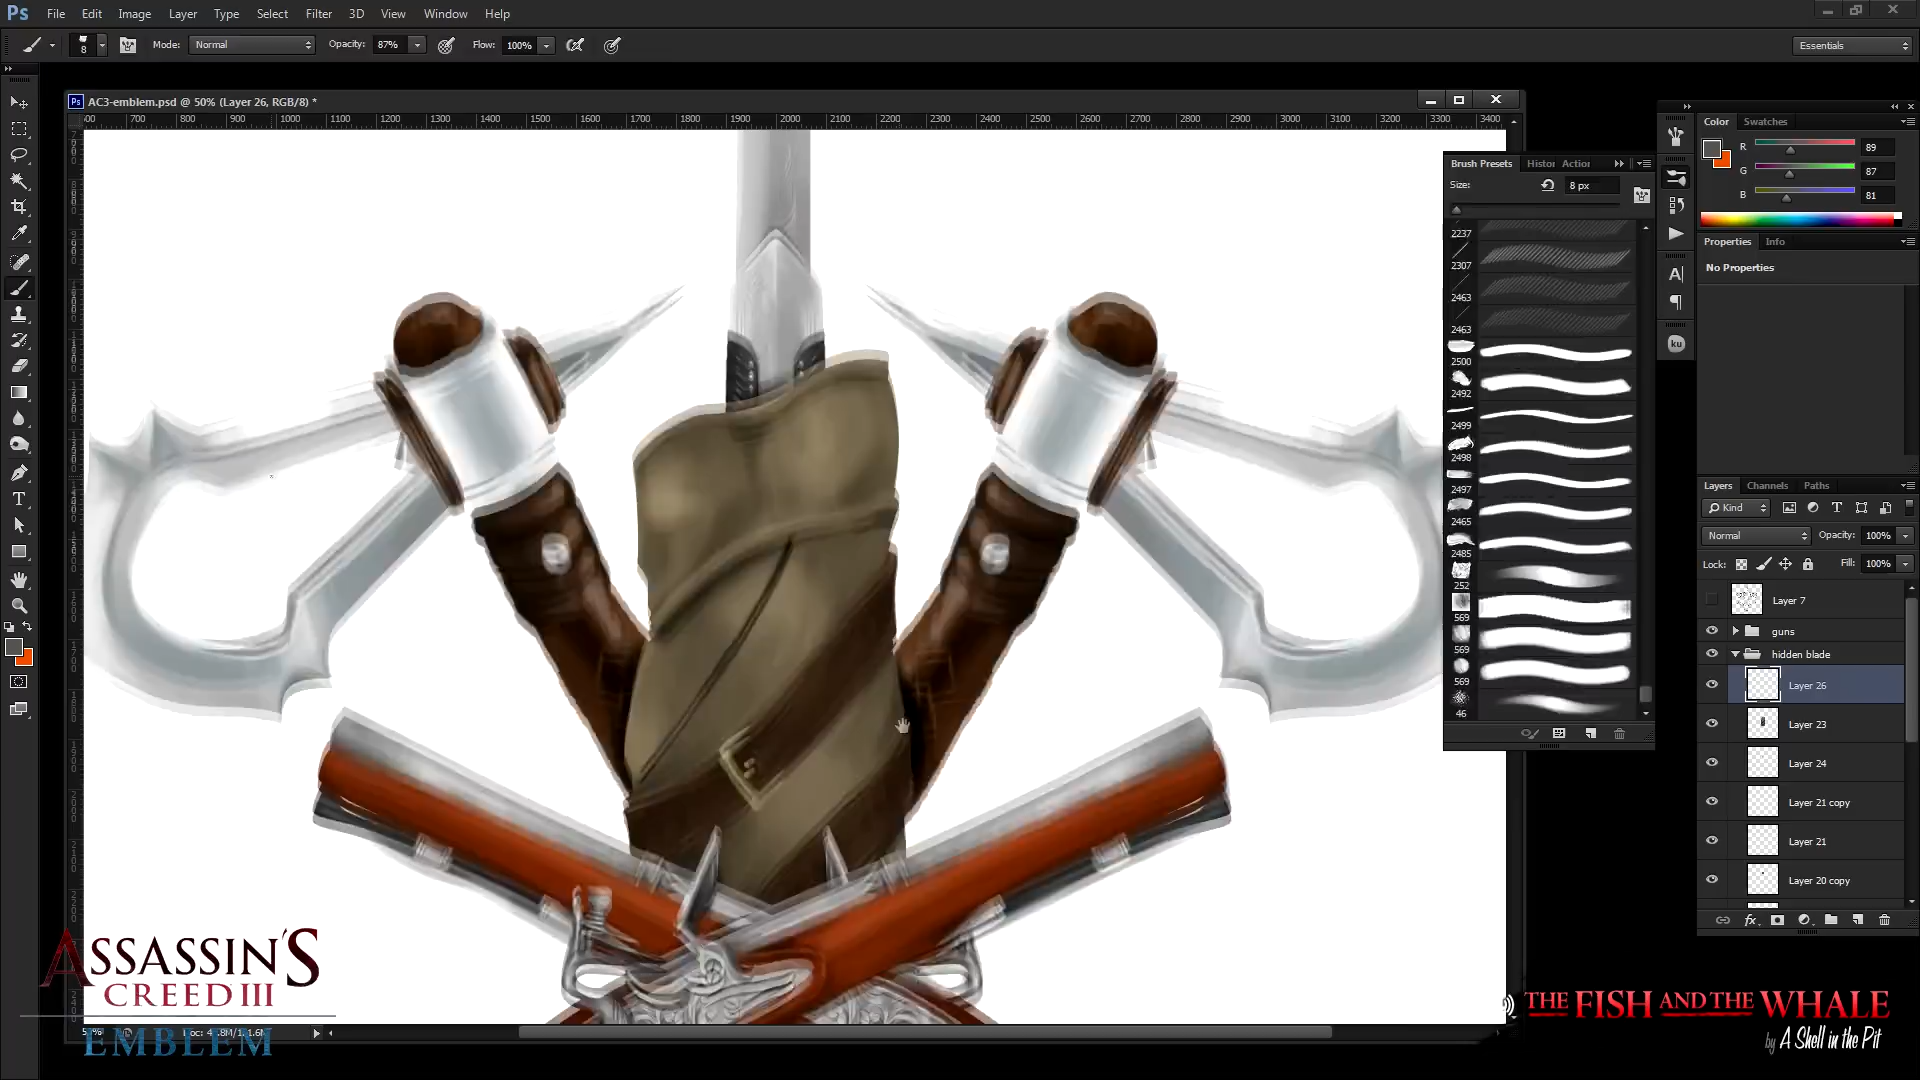 Ps File Edit Image Layer Type Select Filter 3D View Window Help
8 Mode: Normal Opacity: 87% Flow: 100% Essentials
Ps AC3-emblem.psd @ 50% (Layer 26, RGB/8) *
700 800 900 1000 1100 1200 1300 1400 1500 1600 1700 1800 1900 2000 2100 2200 2300 2400 2500 2600 2700 2800 2900 3000 3100 3200 3300 3400
Color Swatches
R 89
G 87
B 81
Properties Info
No Properties
Brush Presets Histor Action
Size: 8 px
2237
2307
2463
2463
2500
2492
2499
2498
2497
2465
2485
252
569
569
569
46
ku
Layers Channels Paths
Kind
Normal Opacity: 100%
Lock: Fill: 100%
Layer 7
guns
hidden blade
Layer 26
Layer 23
Layer 24
Layer 21 copy
Layer 21
Layer 20 copy
ASSASSIN'S
CREED III
EMBLEM
THE FISH AND THE WHALE
by A Shell in the Pit